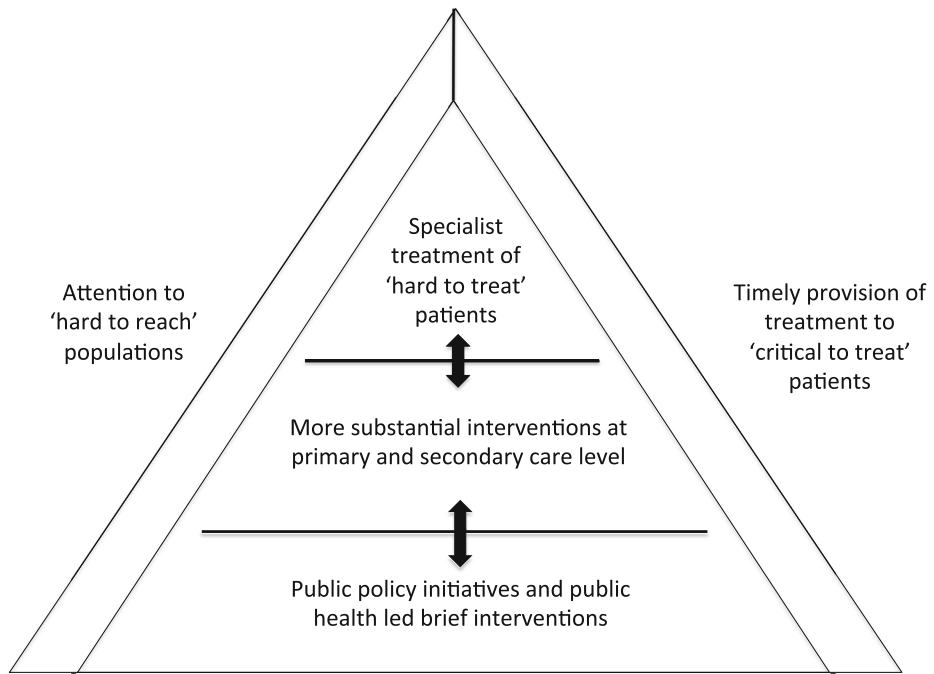 Specialist
treatment of
‘hard to treat’
patients
Attention to
‘hard to reach’
populations
Timely provision of
treatment to
‘critical to treat’
patients
More substantial interventions at
primary and secondary care level
Public policy initiatives and public
health led brief interventions